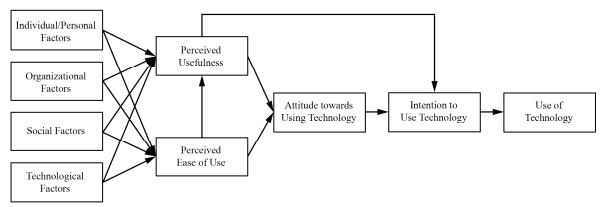 Individual/Personal
Factors
Organizational
Factors
Social Factors
Technological
Factors
Perceived
Usefulness
Perceived
Ease of Use
Attitude towards
Using Technology
Intention to
Use Technology
Use of
Technology